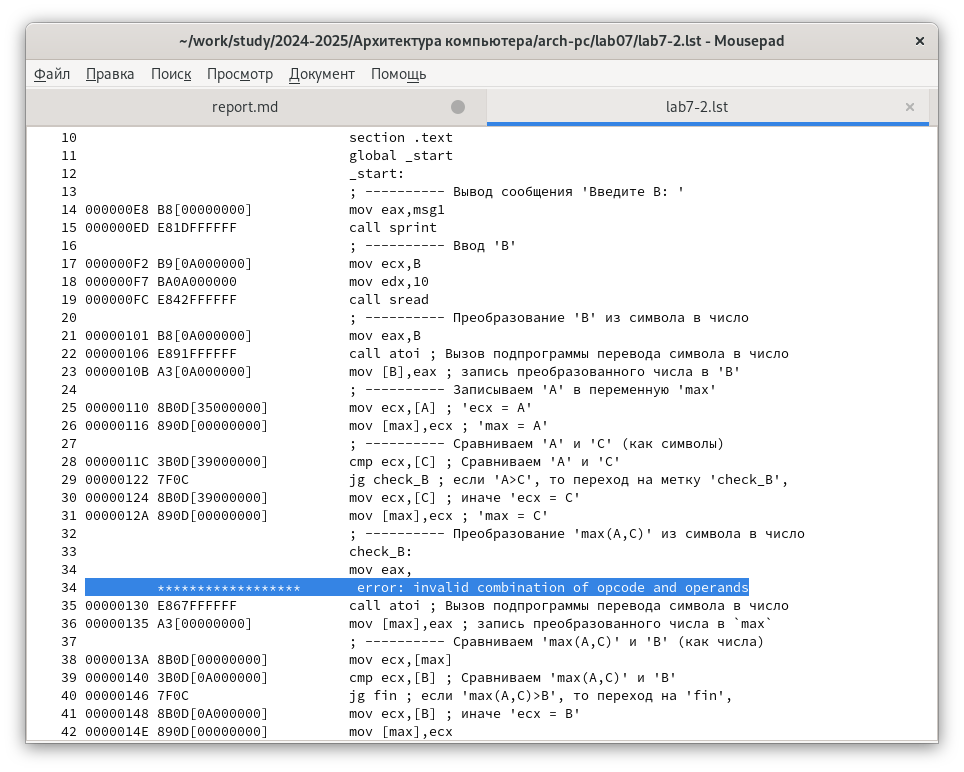 ~/work/study/2024-2025/Архитектура компьютера/arch-pc/lab07/lab7-2.lst - Mousepad
Файл Правка Поиск Просмотр Документ Помощь
report.md lab7-2.lst
10 section .text
11 global _start
12 _start:
13 ; ---------- Вывод сообщения 'Введите B: '
14 000000E8 B8[00000000] mov eax,msg1
15 000000ED E81DFFFFFF call sprint
16 ; ---------- Ввод 'B'
17 000000F2 B9[0A000000] mov ecx,B
18 000000F7 BA0A000000 mov edx,10
19 000000FC E842FFFFFF call sread
20 ; ---------- Преобразование 'B' из символа в число
21 00000101 B8[0A000000] mov eax,B
22 00000106 E891FFFFFF call atoi ; Вызов подпрограммы перевода символа в число
23 0000010B A3[0A000000] mov [B],eax ; запись преобразованного числа в 'B'
24 ; ---------- Записываем 'A' в переменную 'max'
25 00000110 8B0D[35000000] mov ecx,[A] ; 'ecx = A'
26 00000116 890D[00000000] mov [max],ecx ; 'max = A'
27 ; ---------- Сравниваем 'A' и 'С' (как символы)
28 0000011C 3B0D[39000000] cmp ecx,[C] ; Сравниваем 'A' и 'С'
29 00000122 7F0C jg check_B ; если 'A>C', то переход на метку 'check_B',
30 00000124 8B0D[39000000] mov ecx,[C] ; иначе 'ecx = C'
31 0000012A 890D[00000000] mov [max],ecx ; 'max = C'
32 ; ---------- Преобразование 'max(A,C)' из символа в число
33 check_B:
34 mov eax,
34 ****************** error: invalid combination of opcode and operands
35 00000130 E867FFFFFF call atoi ; Вызов подпрограммы перевода символа в число
36 00000135 A3[00000000] mov [max],eax ; запись преобразованного числа в `max`
37 ; ---------- Сравниваем 'max(A,C)' и 'B' (как числа)
38 0000013A 8B0D[00000000] mov ecx,[max]
39 00000140 3B0D[0A000000] cmp ecx,[B] ; Сравниваем 'max(A,C)' и 'B'
40 00000146 7F0C jg fin ; если 'max(A,C)>B', то переход на 'fin',
41 00000148 8B0D[0A000000] mov ecx,[B] ; иначе 'ecx = B'
42 0000014E 890D[00000000] mov [max],ecx